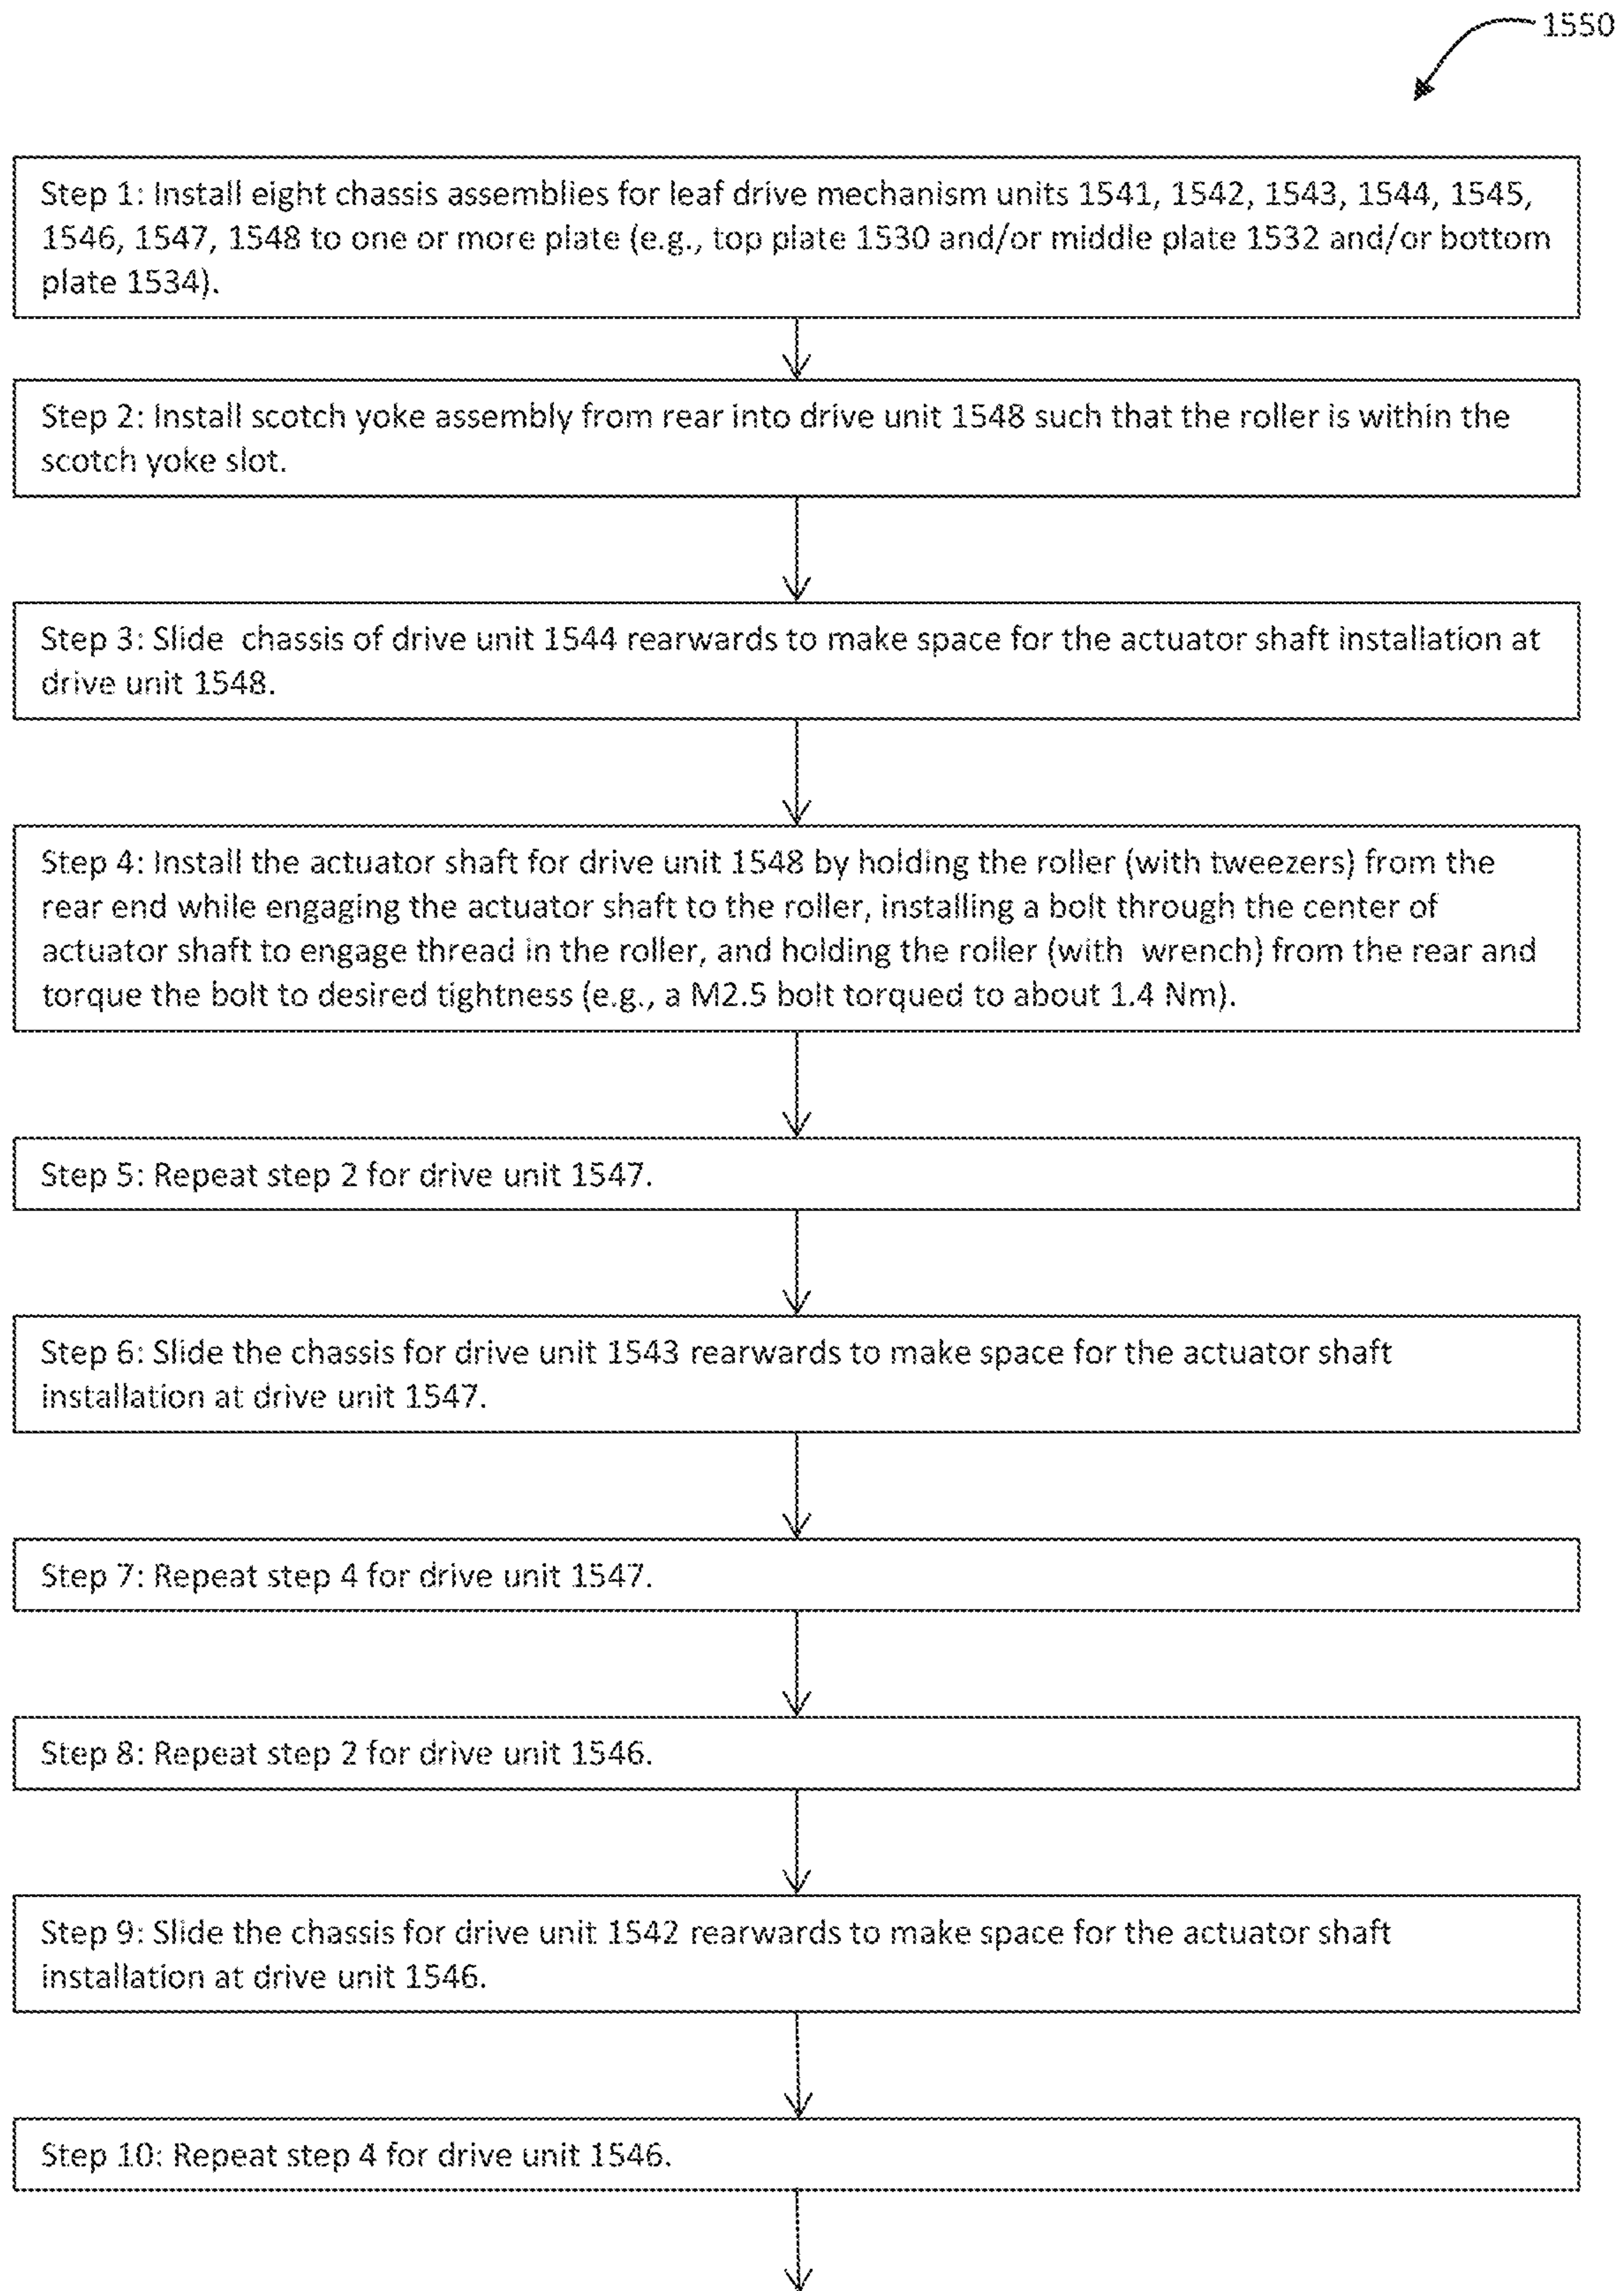 1550
Step 1: Install eight chassis assemblies for leaf drive mechanism units 1541, 1542, 1543, 1544, 1545,
1546, 1547, 1548 to one or more plate (e.g., top plate 1530 and/or middle plate 1532 and/or bottom
plate 1534).
Step 2: Install scotch yoke assembly from rear into drive unit 1548 such that the roller is within the
scotch yoke slot.
Step 3: Slide chassis of drive unit 1544 rearwards to make space for the actuator shaft installation at
drive unit 1548.
Step 4: Install the actuator shaft for drive unit 1548 by holding the roller (with tweezers) from the
rear end while engaging the actuator shaft to the roller, installing a bolt through the center of
actuator shaft to engage thread in the roller, and holding the roller (with wrench) from the rear and
torque the bolt to desired tightness (e.g., a M2.5 bolt torqued to about 1.4 Nm).
Step 5: Repeat step 2 for drive unit 1547.
Step 6: Slide the chassis for drive unit 1543 rearwards to make space for the actuator shaft
installation at drive unit 1547.
Step 7: Repeat step 4 for drive unit 1547.
Step 8: Repeat step 2 for drive unit 1546.
Step 9: Slide the chassis for drive unit 1542 rearwards to make space for the actuator shaft
installation at drive unit 1546.
Step 10: Repeat step 4 for drive unit 1546.